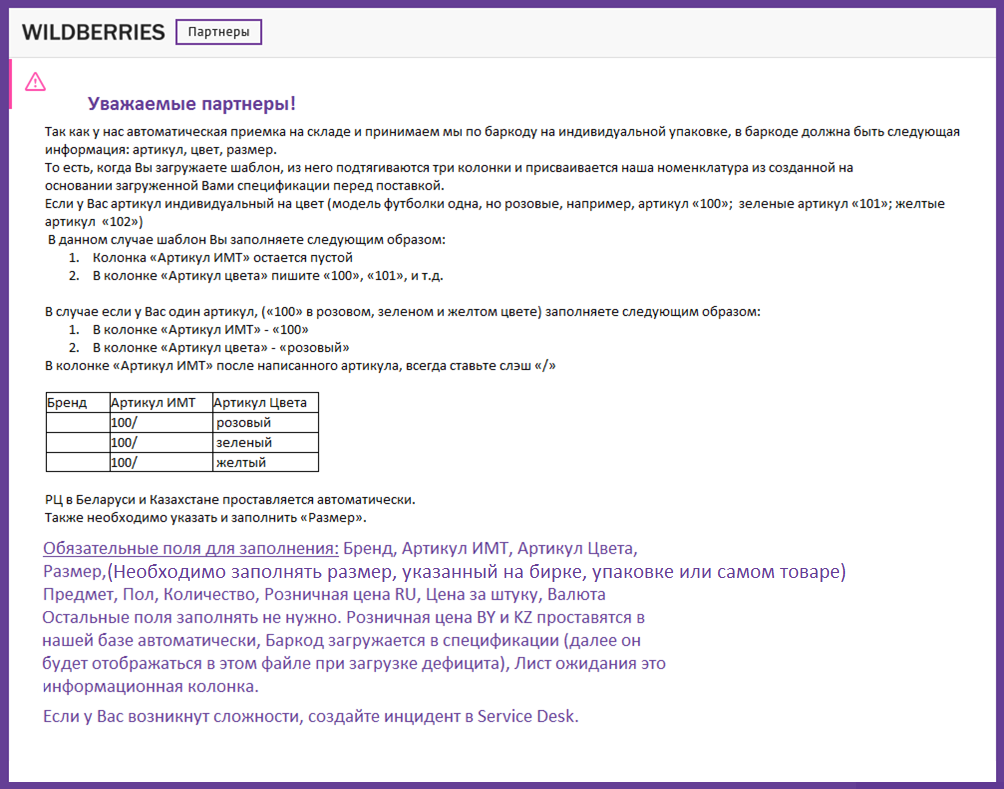 WILDBERRIES Партнеры
Уважаемые партнеры!
Так как у нас автоматическая приемка на складе и принимаем мы по баркоду на индивидуальной упаковке, в баркоде должна быть следующая
информация: артикул, цвет, размер.
То есть, когда Вы загружаете шаблон, из него подтягиваются три колонки и присваивается наша номенклатура из созданной на
основании загруженной Вами спецификации перед поставкой.
Если у Вас артикул индивидуальный на цвет (модель футболки одна, но розовые, например, артикул «100»; зеленые артикул «101»; желтые
артикул «102»)
В данном случае шаблон Вы заполняете следующим образом:
1. Колонка «Артикул ИМТ» остается пустой
2. В колонке «Артикул цвета» пишите «100», «101», и т.д.
В случае если у Вас один артикул, («100» в розовом, зеленом и желтом цвете) заполняете следующим образом:
1. В колонке «Артикул ИМТ» - «100»
2. В колонке «Артикул цвета» - «розовый»
В колонке «Артикул ИМТ» после написанного артикула, всегда ставьте слэш «/»
Бренд Артикул ИМТ Артикул Цвета
100/ розовый
100/ зеленый
100/ желтый
РЦ в Беларуси и Казахстане проставляется автоматически.
Также необходимо указать и заполнить «Размер».
Обязательные поля для заполнения: Бренд, Артикул ИМТ, Артикул Цвета,
Размер,(Необходимо заполнять размер, указанный на бирке, упаковке или самом товаре)
Предмет, Пол, Количество, Розничная цена RU, Цена за штуку, Валюта
Остальные поля заполнять не нужно. Розничная цена BY и KZ проставятся в
нашей базе автоматически, Баркод загружается в спецификации (далее он
будет отображаться в этом файле при загрузке дефицита), Лист ожидания это
информационная колонка.
Если у Вас возникнут сложности, создайте инцидент в Service Desk.